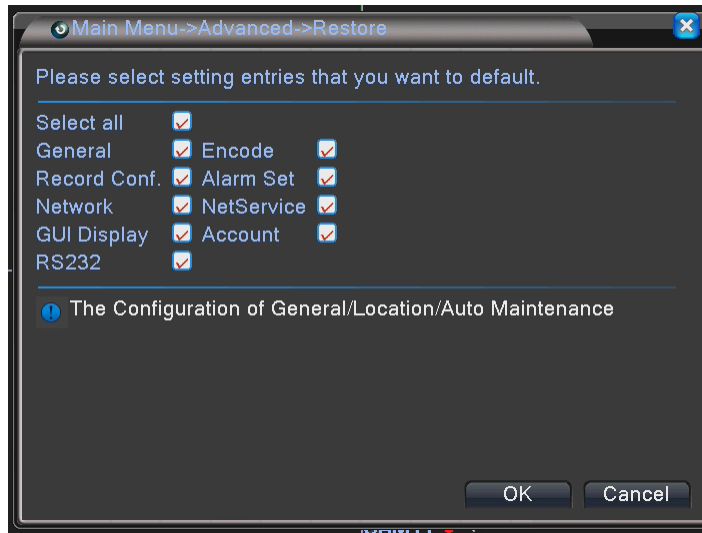 Main Menu->Advanced->Restore
Please select setting entries that you want to default.
Select all
General Encode
Record Conf. Alarm Set
Network NetService
GUI Display Account
RS232
The Configuration of General/Location/Auto Maintenance
OK Cancel